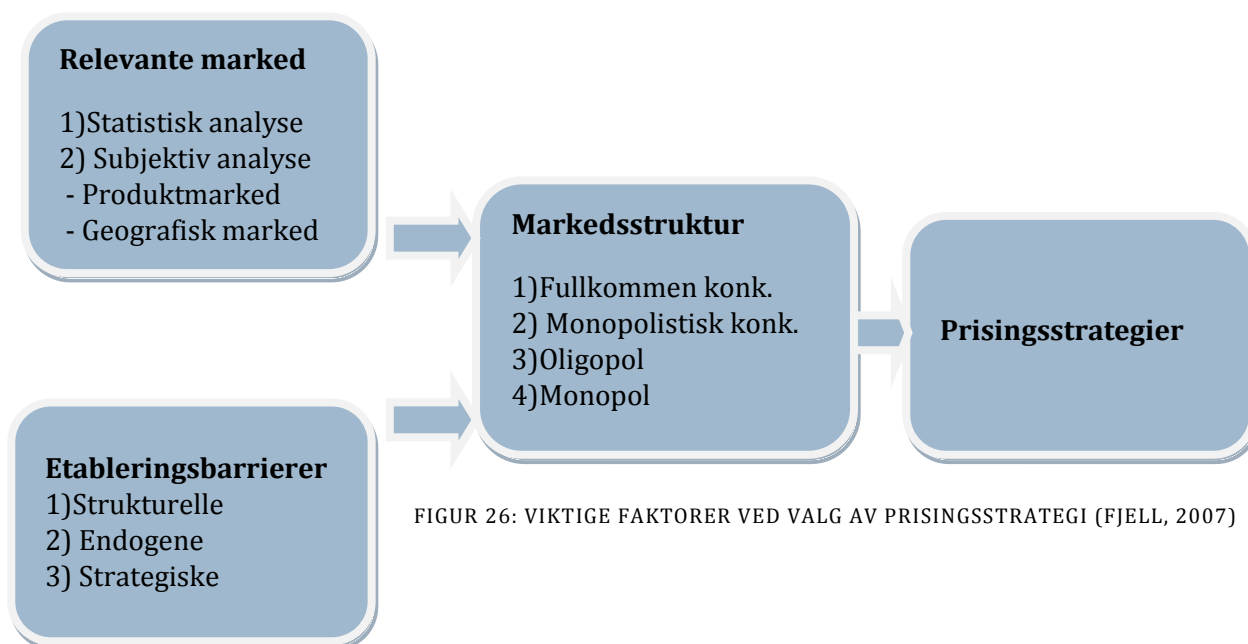 Relevante marked
1)Statistisk analyse
2) Subjektiv analyse
- Produktmarked
- Geografisk marked
Etableringsbarrierer
1)Strukturelle
2) Endogene
3) Strategiske
Markedsstruktur
1)Fullkommen konk.
2) Monopolistisk konk.
3)Oligopol
4)Monopol
Prisingsstrategier
FIGUR 26: VIKTIGE FAKTORER VED VALG AV PRISINGSSTRATEGI (FJELL, 2007)